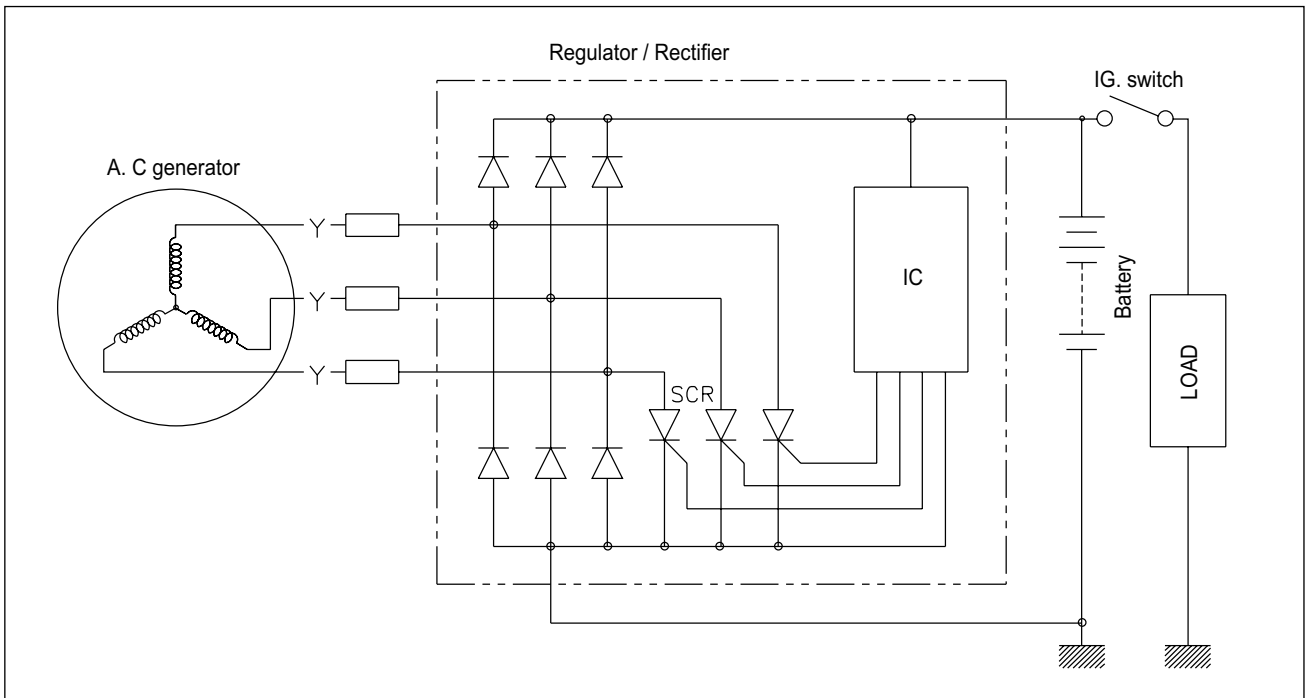 Regulator / Rectifier
IG. switch
A. C generator
Y
Y
Y
IC
SCR
Battery
LOAD